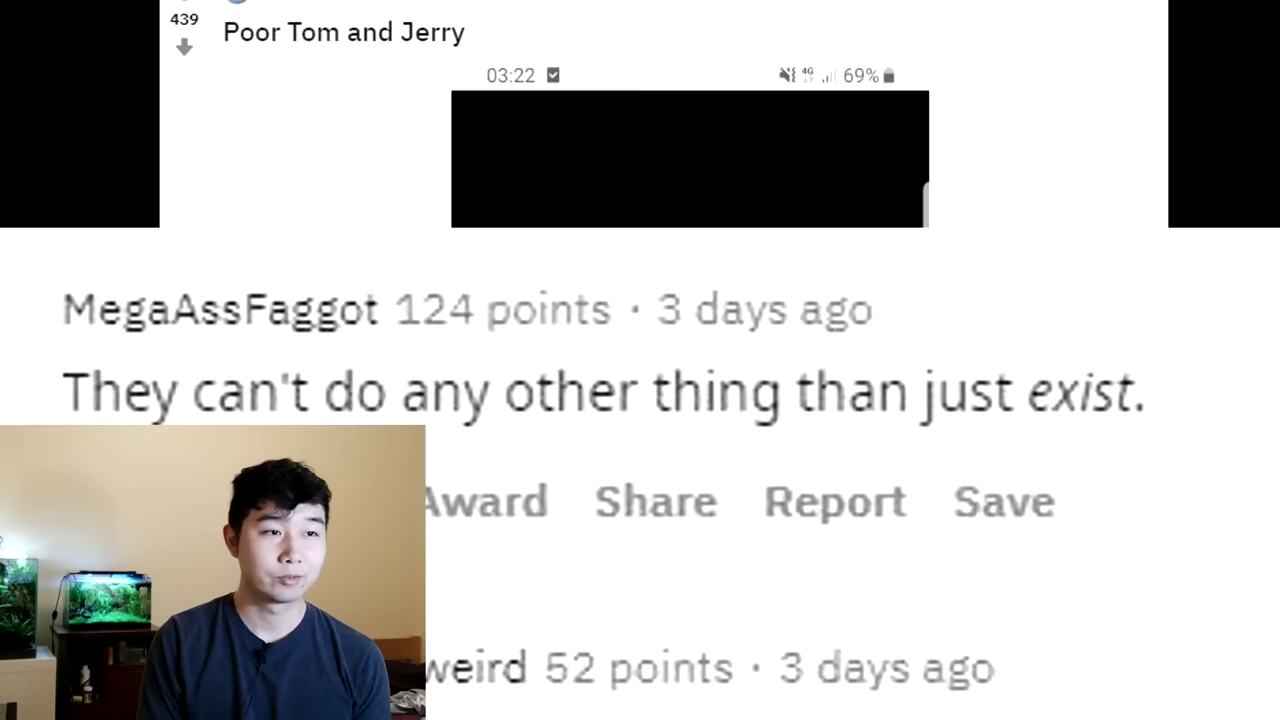 439
Poor Tom and Jerry
03:22 4G 69%
MegaAssFaggot 124 points · 3 days ago
They can't do any other thing than just exist.
Award Share Report Save
weird 52 points · 3 days ago